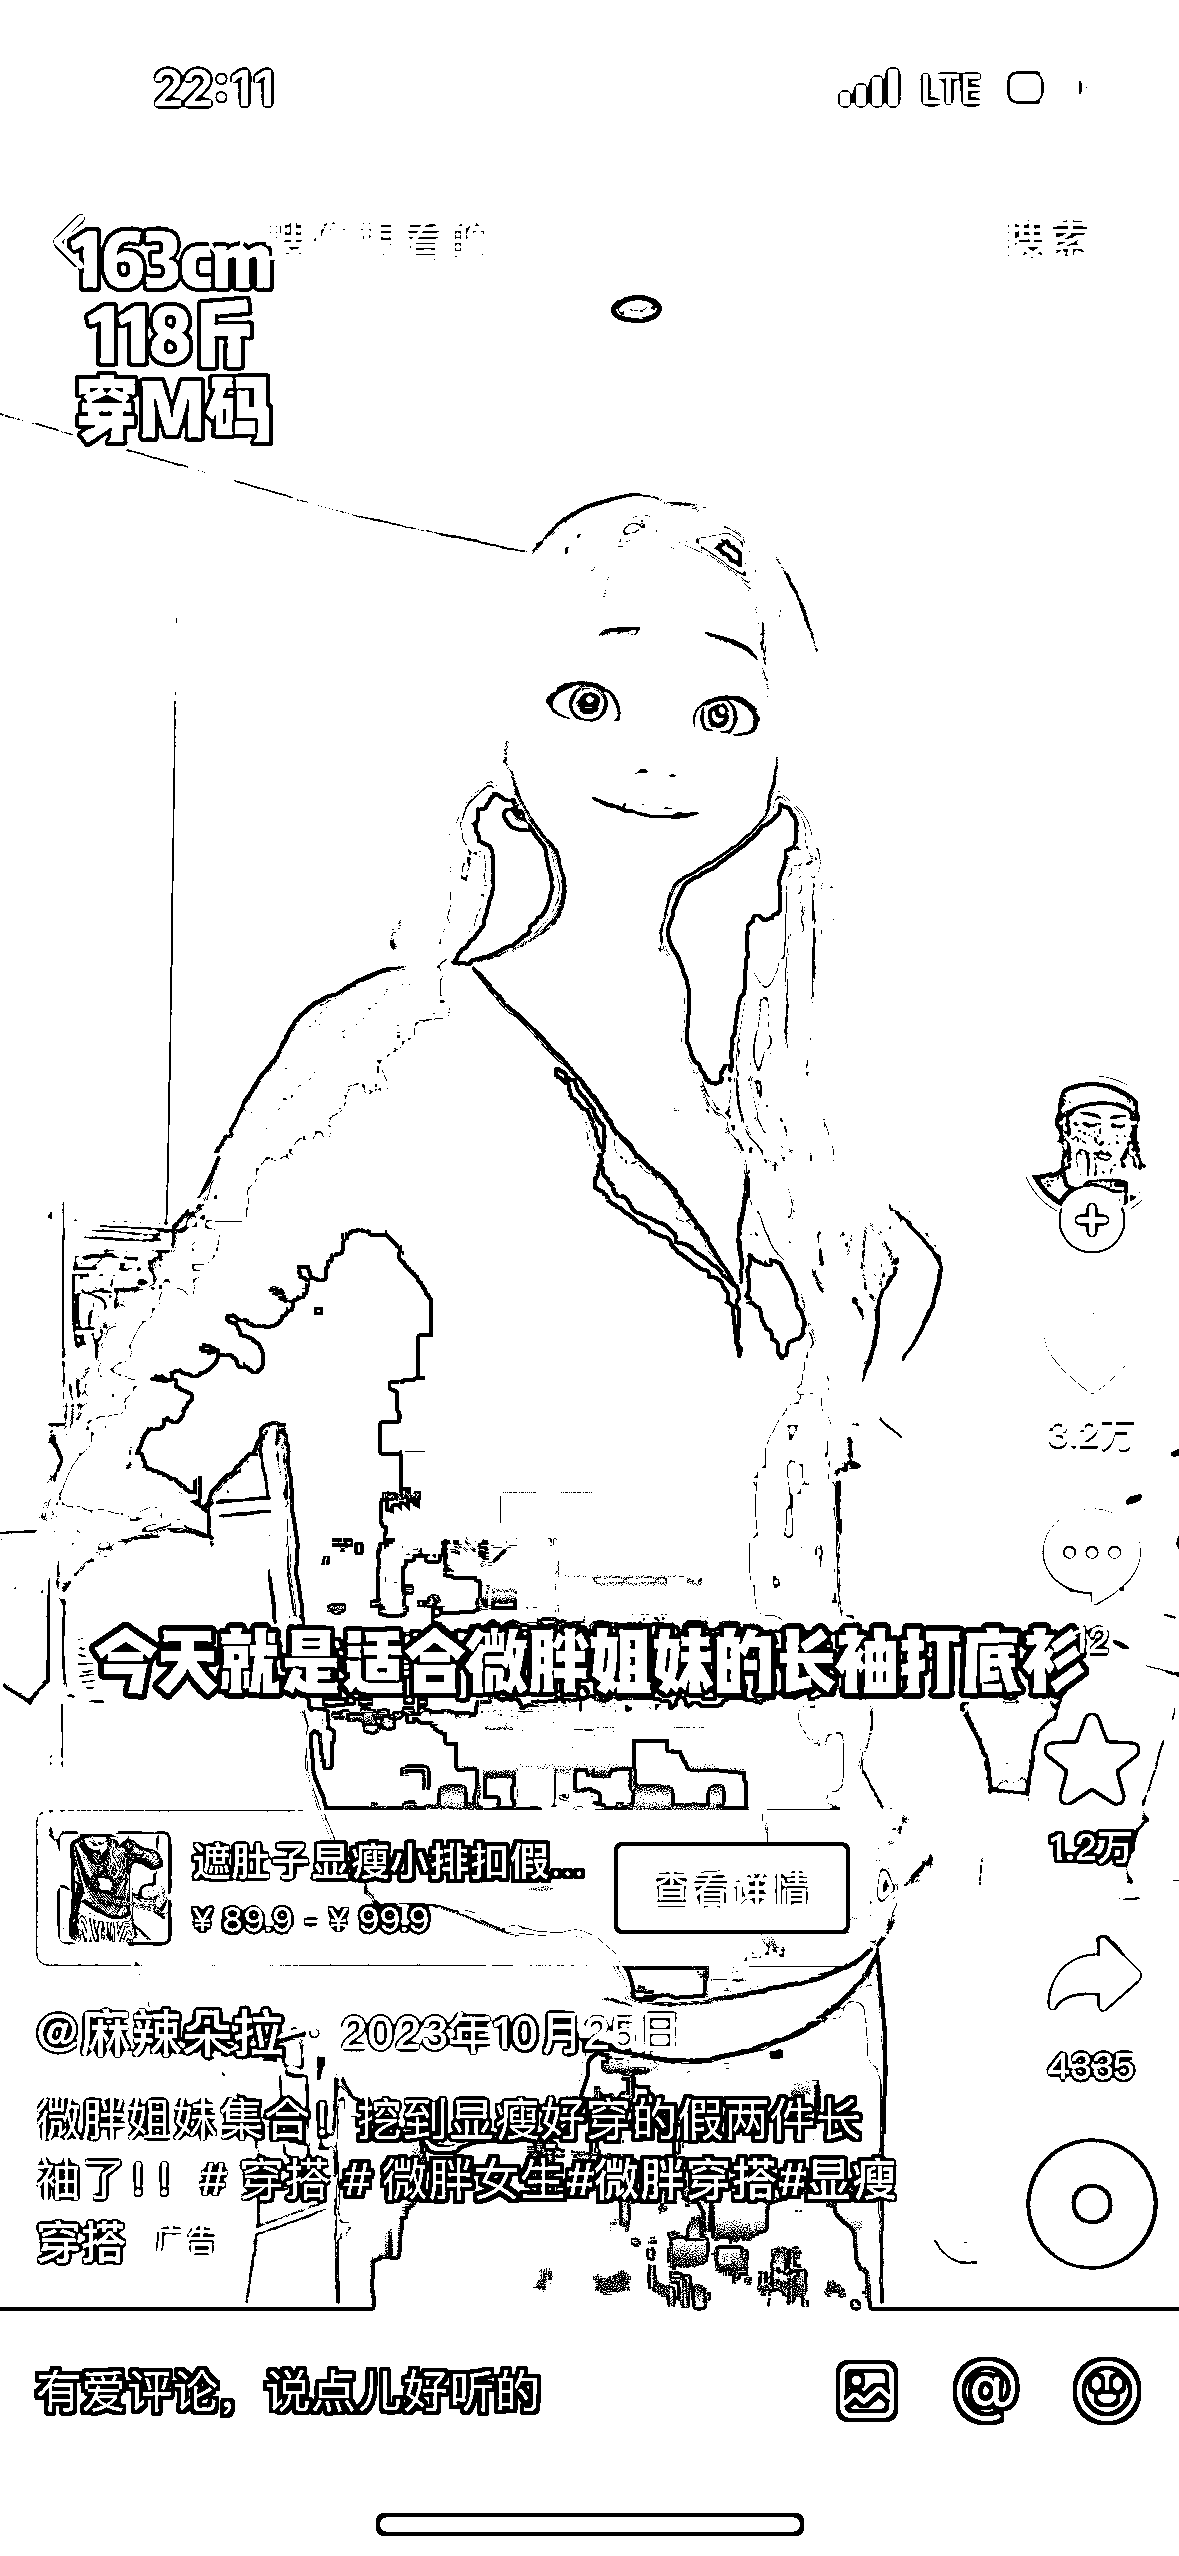 22:11
LTE
163cm
搜索
118斤
穿M码
3.2万
今天就是适合微胖姐妹的长袖打底衫
1.2万
遮肚子显瘦小排扣假...
查看详情
¥ 89.9 - ¥ 99.9
@麻辣朵拉 · 2023年10月25日
4335
微胖姐妹集合！挖到显瘦好穿的假两件长
袖了!! #穿搭#微胖女生#微胖穿搭#显瘦
穿搭 广告
有爱评论，说点儿好听的